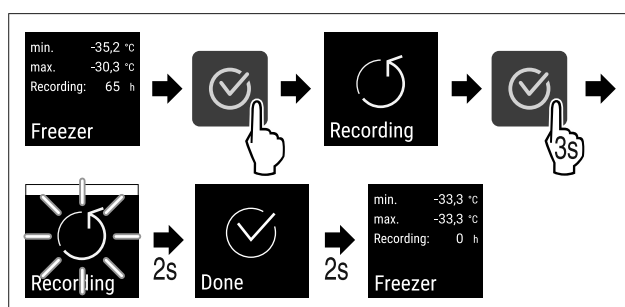 min. -35,2 °C
max. -30,3 °C
Recording: 65 h
Freezer
Recording
3s
Recording
2s
Done
2s
min. -33,3 °C
max. -33,3 °C
Recording: 0 h
Freezer